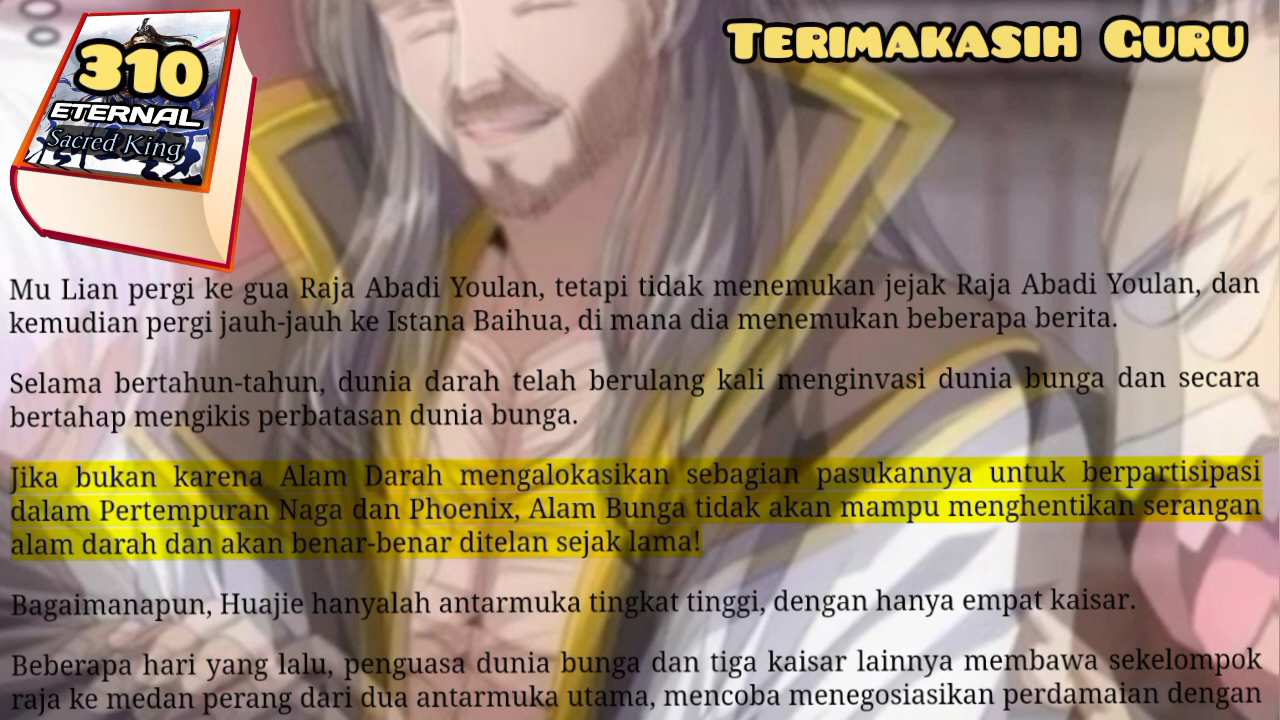 310
ETERNAL
Sacred King
TERIMAKASIH GURU
Mu Lian pergi ke gua Raja Abadi Youlan, tetapi tidak menemukan jejak Raja Abadi Youlan, dan
kemudian pergi jauh-jauh ke Istana Baihua, di mana dia menemukan beberapa berita.
Selama bertahun-tahun, dunia darah telah berulang kali menginvasi dunia bunga dan secara
bertahap mengikis perbatasan dunia bunga.
Jika bukan karena Alam Darah mengalokasikan sebagian pasukannya untuk berpartisipasi
dalam Pertempuran Naga dan Phoenix, Alam Bunga tidak akan mampu menghentikan serangan
alam darah dan akan benar-benar ditelan sejak lama!
Bagaimanapun, Huajie hanyalah antarmuka tingkat tinggi, dengan hanya empat kaisar.
Beberapa hari yang lalu, penguasa dunia bunga dan tiga kaisar lainnya membawa sekelompok
raja ke medan perang dari dua antarmuka utama, mencoba menegosiasikan perdamaian dengan